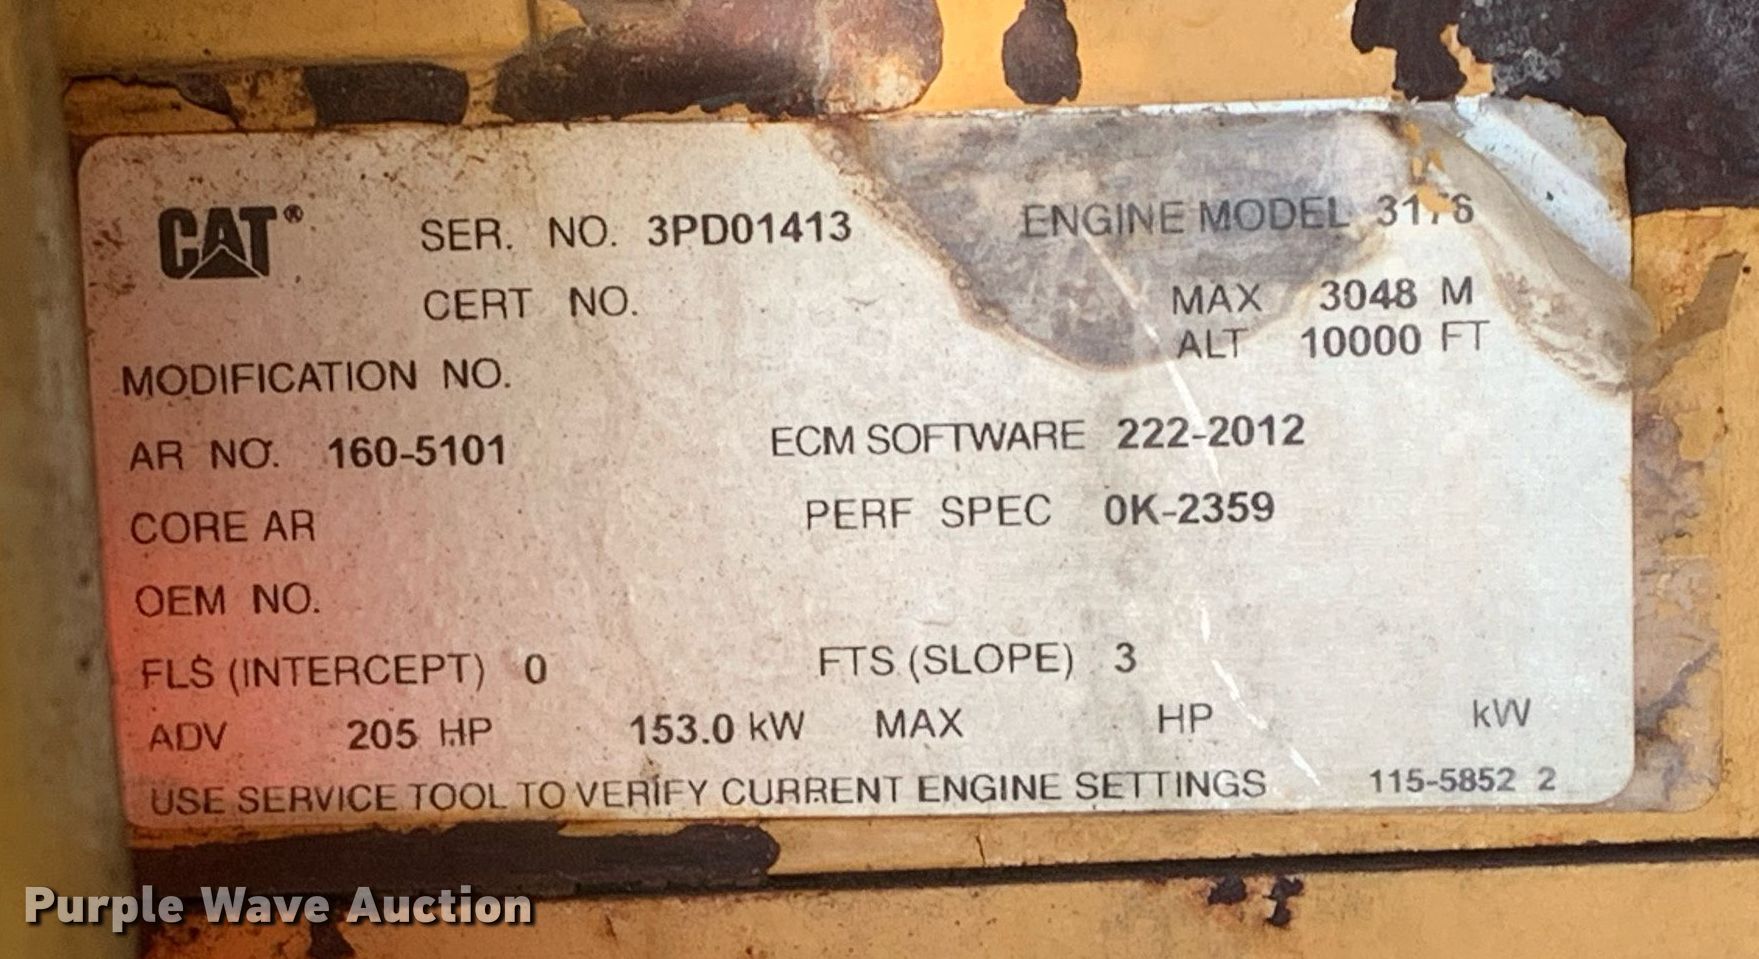 CAT® SER. NO. 3PD01413 ENGINE MODEL 3176
CERT NO. MAX 3048 M
ALT 10000 FT
MODIFICATION NO.
AR NO. 160-5101 ECM SOFTWARE 222-2012
CORE AR PERF SPEC 0K-2359
OEM NO.
FLS (INTERCEPT) 0 FTS (SLOPE) 3
ADV 205 HP 153.0 kW MAX HP kW
USE SERVICE TOOL TO VERIFY CURRENT ENGINE SETTINGS 115-5852 2
Purple Wave Auction